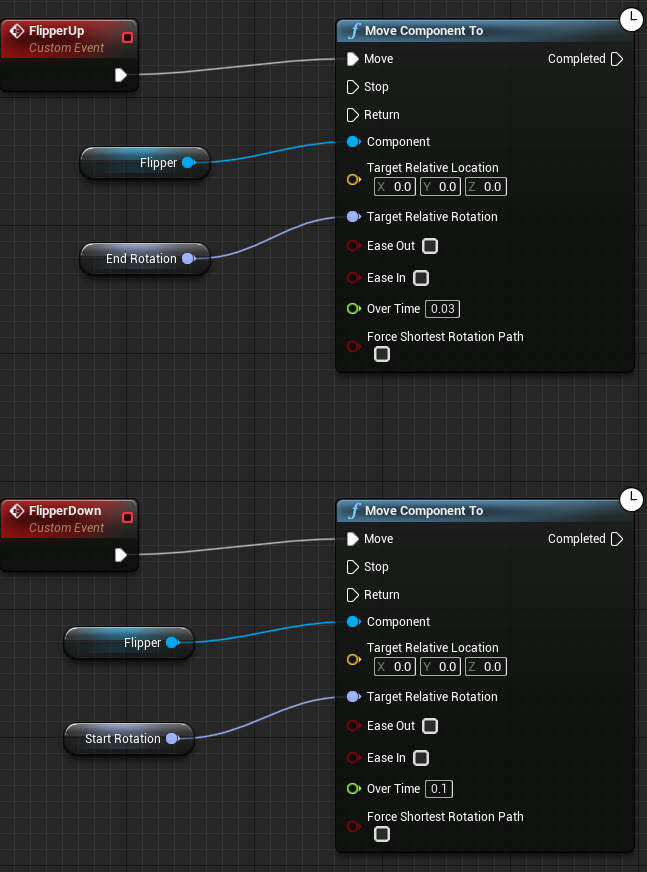 FlipperUp
Custom Event
f Move Component To
Move Completed
Stop
Return
Flipper
Component
Target Relative Location
X 0.0 Y 0.0 Z 0.0
End Rotation
Target Relative Rotation
Ease Out
Ease In
Over Time 0.03
Force Shortest Rotation Path
FlipperDown
Custom Event
f Move Component To
Move Completed
Stop
Return
Flipper
Component
Target Relative Location
X 0.0 Y 0.0 Z 0.0
Start Rotation
Target Relative Rotation
Ease Out
Ease In
Over Time 0.1
Force Shortest Rotation Path